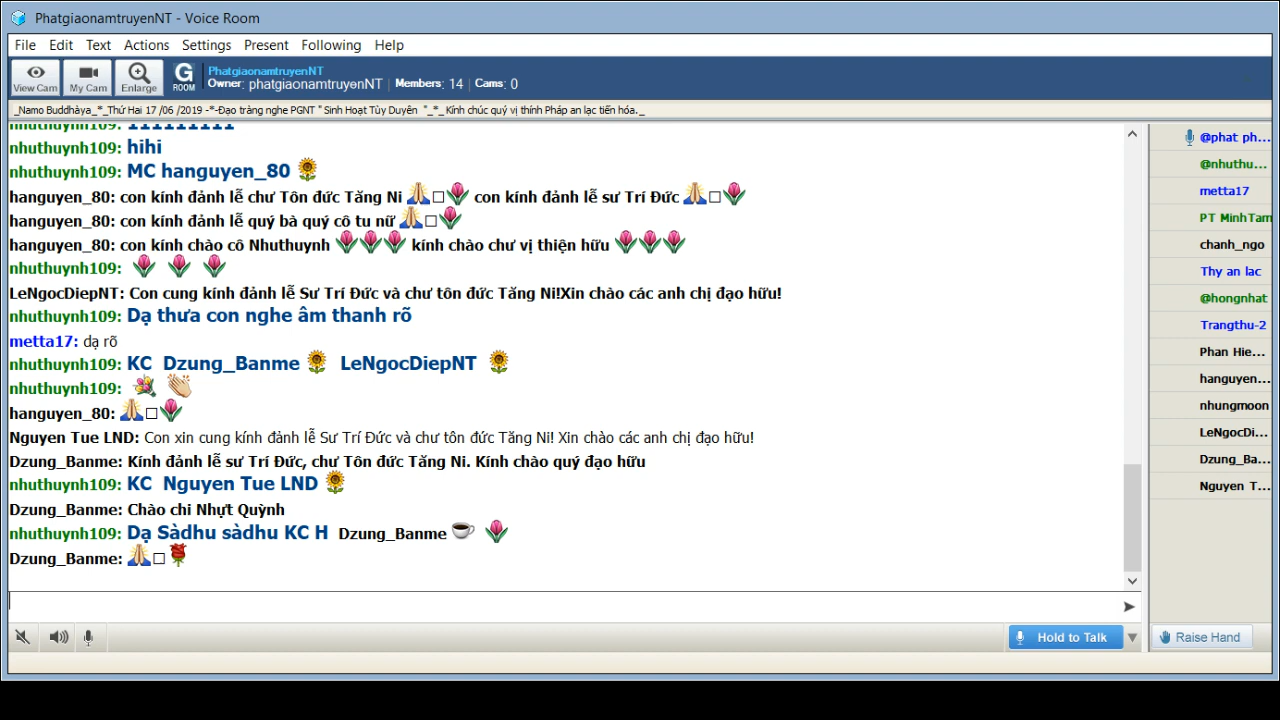 PhatgiaonamtruyenNT - Voice Room
File Edit Text Actions Settings Present Following Help
View Cam My Cam Enlarge G ROOM PhatgiaonamtruyenNT
Owner: phatgiaonamtruyenNT Members: 14 Cams: 0
_Namo Buddhàya_*_Thứ Hai 17 /06 /2019 -*-Đạo tràng nghe PGNT " Sinh Hoạt Tùy Duyên "_*_ Kính chúc quý vị thính Pháp an lạc tiến hóa._
nhuthuynh109:
nhuthuynh109: hihi
nhuthuynh109: MC hanguyen_80
hanguyen_80: con kính đảnh lễ chư Tôn đức Tăng Ni con kính đảnh lễ sư Trí Đức
hanguyen_80: con kính đảnh lễ quý bà quý cô tu nữ
hanguyen_80: con kính chào cô Nhuthuynh kính chào chư vị thiện hữu
nhuthuynh109:
LeNgocDiepNT: Con cung kính đảnh lễ Sư Trí Đức và chư tôn đức Tăng Ni!Xin chào các anh chị đạo hữu!
nhuthuynh109: Dạ thưa con nghe âm thanh rõ
metta17: dạ rõ
nhuthuynh109: KC Dzung_Banme LeNgocDiepNT
nhuthuynh109:
hanguyen_80:
Nguyen Tue LND: Con xin cung kính đảnh lễ Sư Trí Đức và chư tôn đức Tăng Ni! Xin chào các anh chị đạo hữu!
Dzung_Banme: Kính đảnh lễ sư Trí Đức, chư Tôn đức Tăng Ni. Kính chào quý đạo hữu
nhuthuynh109: KC Nguyen Tue LND
Dzung_Banme: Chào chi Nhựt Quỳnh
nhuthuynh109: Dạ Sàdhu sàdhu KC H Dzung_Banme
Dzung_Banme:
@phat ph...
@nhuthu...
metta17
PT MinhTam
chanh_ngo
Thy an lac
@hongnhat
Trangthu-2
Phan Hie...
hanguyen...
nhungmoon
LeNgocDi...
Dzung_Ba...
Nguyen T...
Hold to Talk
Raise Hand